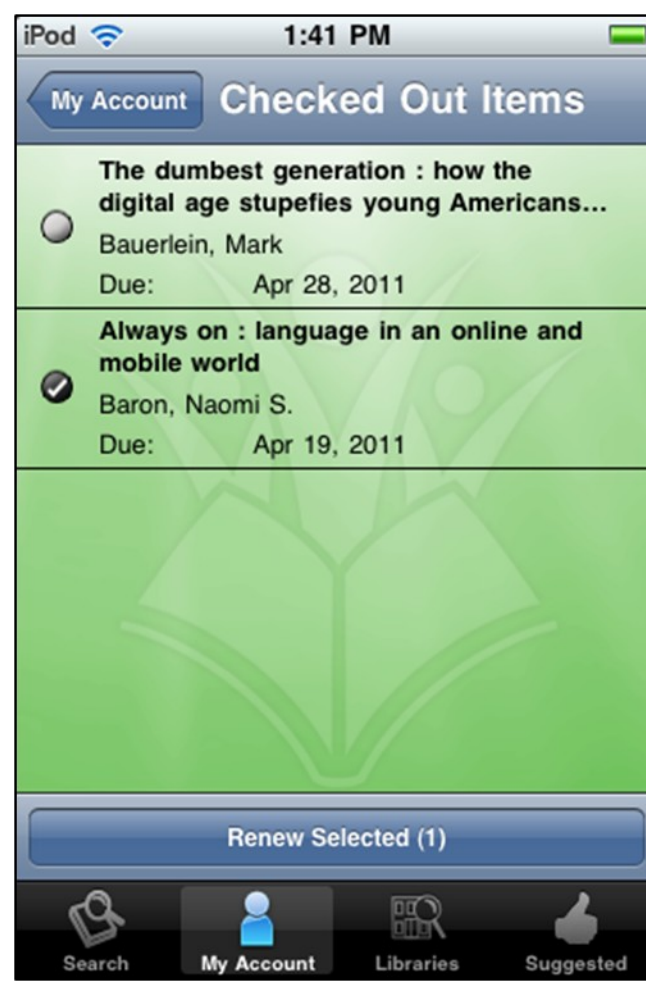 iPod 1:41 PM
My Account Checked Out Items
The dumbest generation : how the
digital age stupefies young Americans...
Bauerlein, Mark
Due: Apr 28, 2011
Always on : language in an online and
mobile world
Baron, Naomi S.
Due: Apr 19, 2011
Renew Selected (1)
Search My Account Libraries Suggested